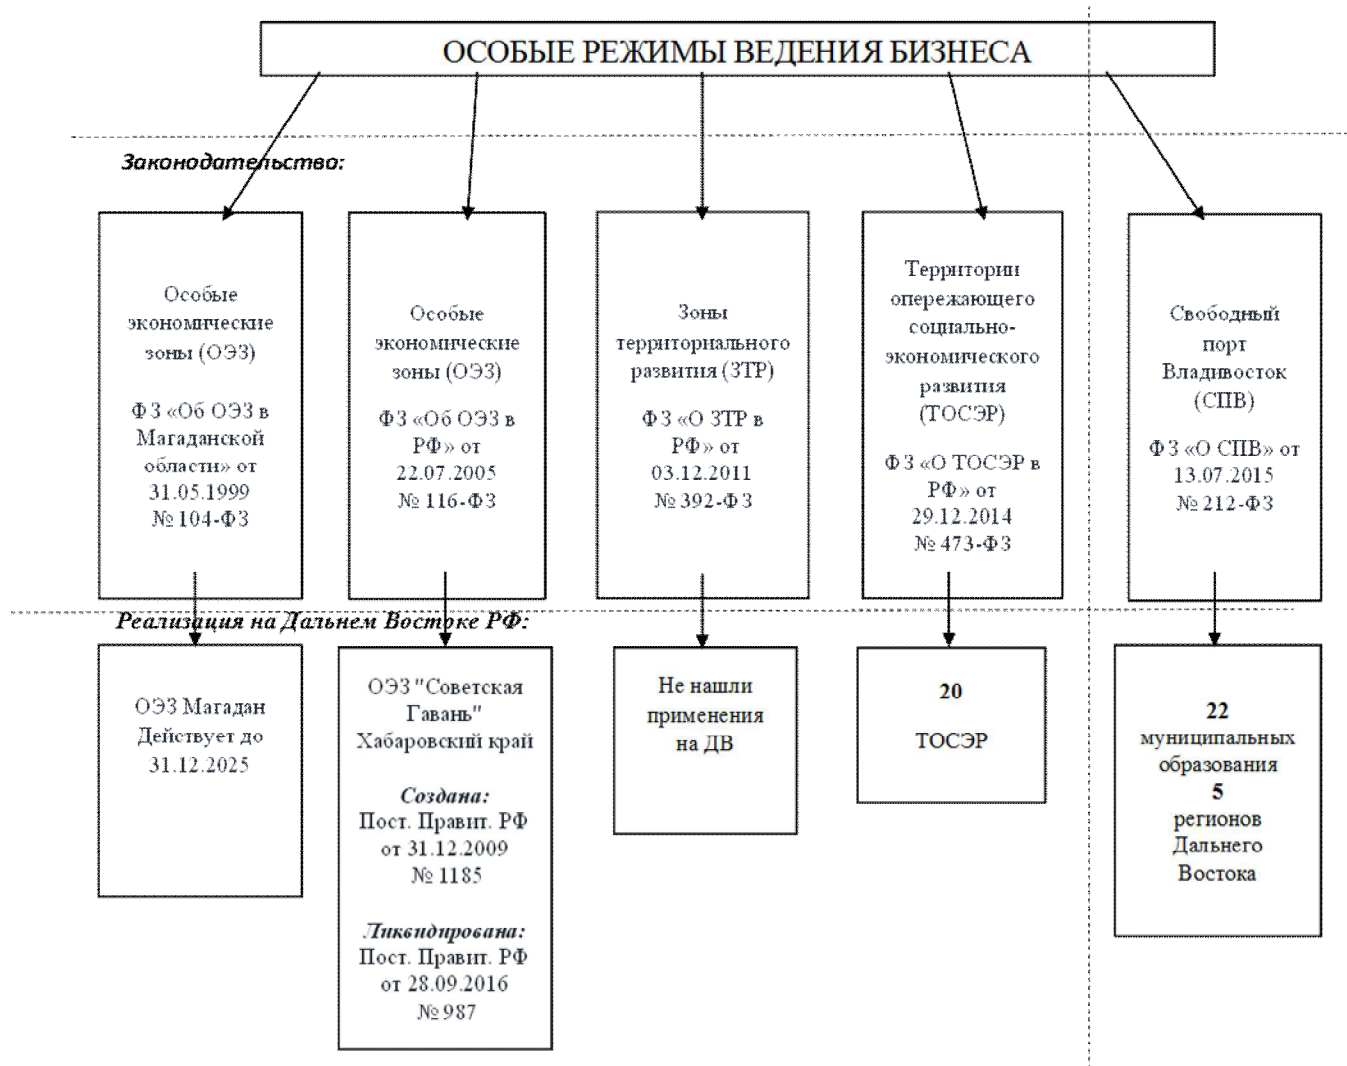 ОСОБЫЕ РЕЖИМЫ ВЕДЕНИЯ БИЗНЕСА
Законодательство:
Особые
экономические
зоны (ОЭЗ)
ФЗ «Об ОЭЗ в
Магаданской
области» от
31.05.1999
№ 104-ФЗ
Особые
экономические
зоны (ОЭЗ)
ФЗ «Об ОЭЗ в
РФ» от
22.07.2005
№ 116-ФЗ
Зоны
территориального
развития (ЗТР)
ФЗ «О ЗТР в
РФ» от
03.12.2011
№ 392-ФЗ
Территории
опережающего
социально-
экономического
развития
(ТОСЭР)
ФЗ «О ТОСЭР в
РФ» от
29.12.2014
№ 473-ФЗ
Свободный
порт
Владивосток
(СПВ)
ФЗ «О СПВ» от
13.07.2015
№ 212-ФЗ
Реализация на Дальнем Востоке РФ:
ОЭЗ Магадан
Действует до
31.12.2025
ОЭЗ "Советская
Гавань"
Хабаровский край
Создана:
Пост. Правит. РФ
от 31.12.2009
№ 1185
Ликвидирована:
Пост. Правит. РФ
от 28.09.2016
№ 987
Не нашли
применения
на ДВ
20
ТОСЭР
22
муниципальных
образования
5
регионов
Дальнего
Востока